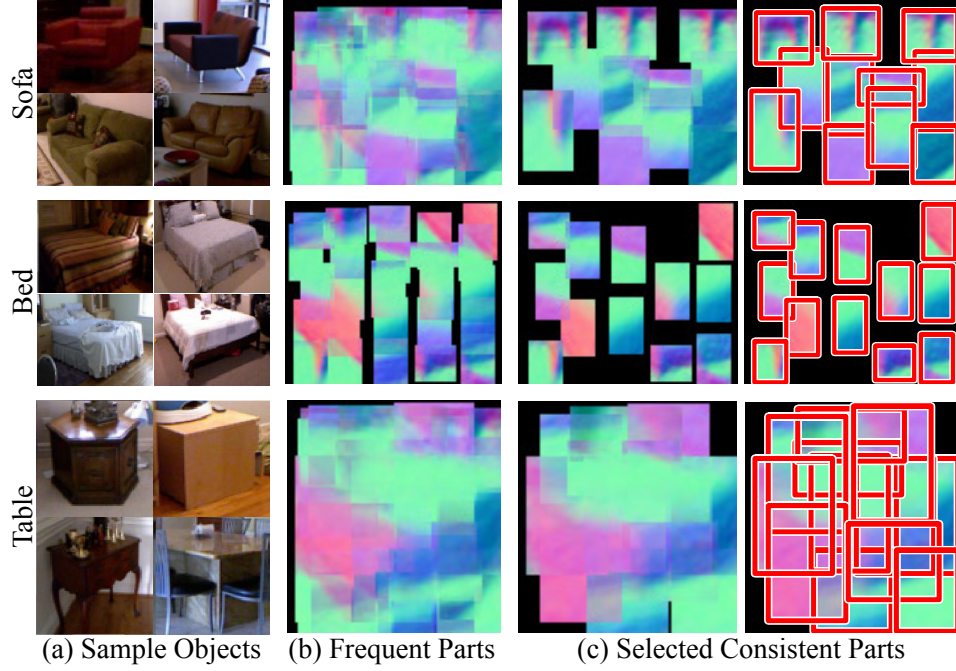 Sofa
Bed
Table
(a) Sample Objects (b) Frequent Parts (c) Selected Consistent Parts